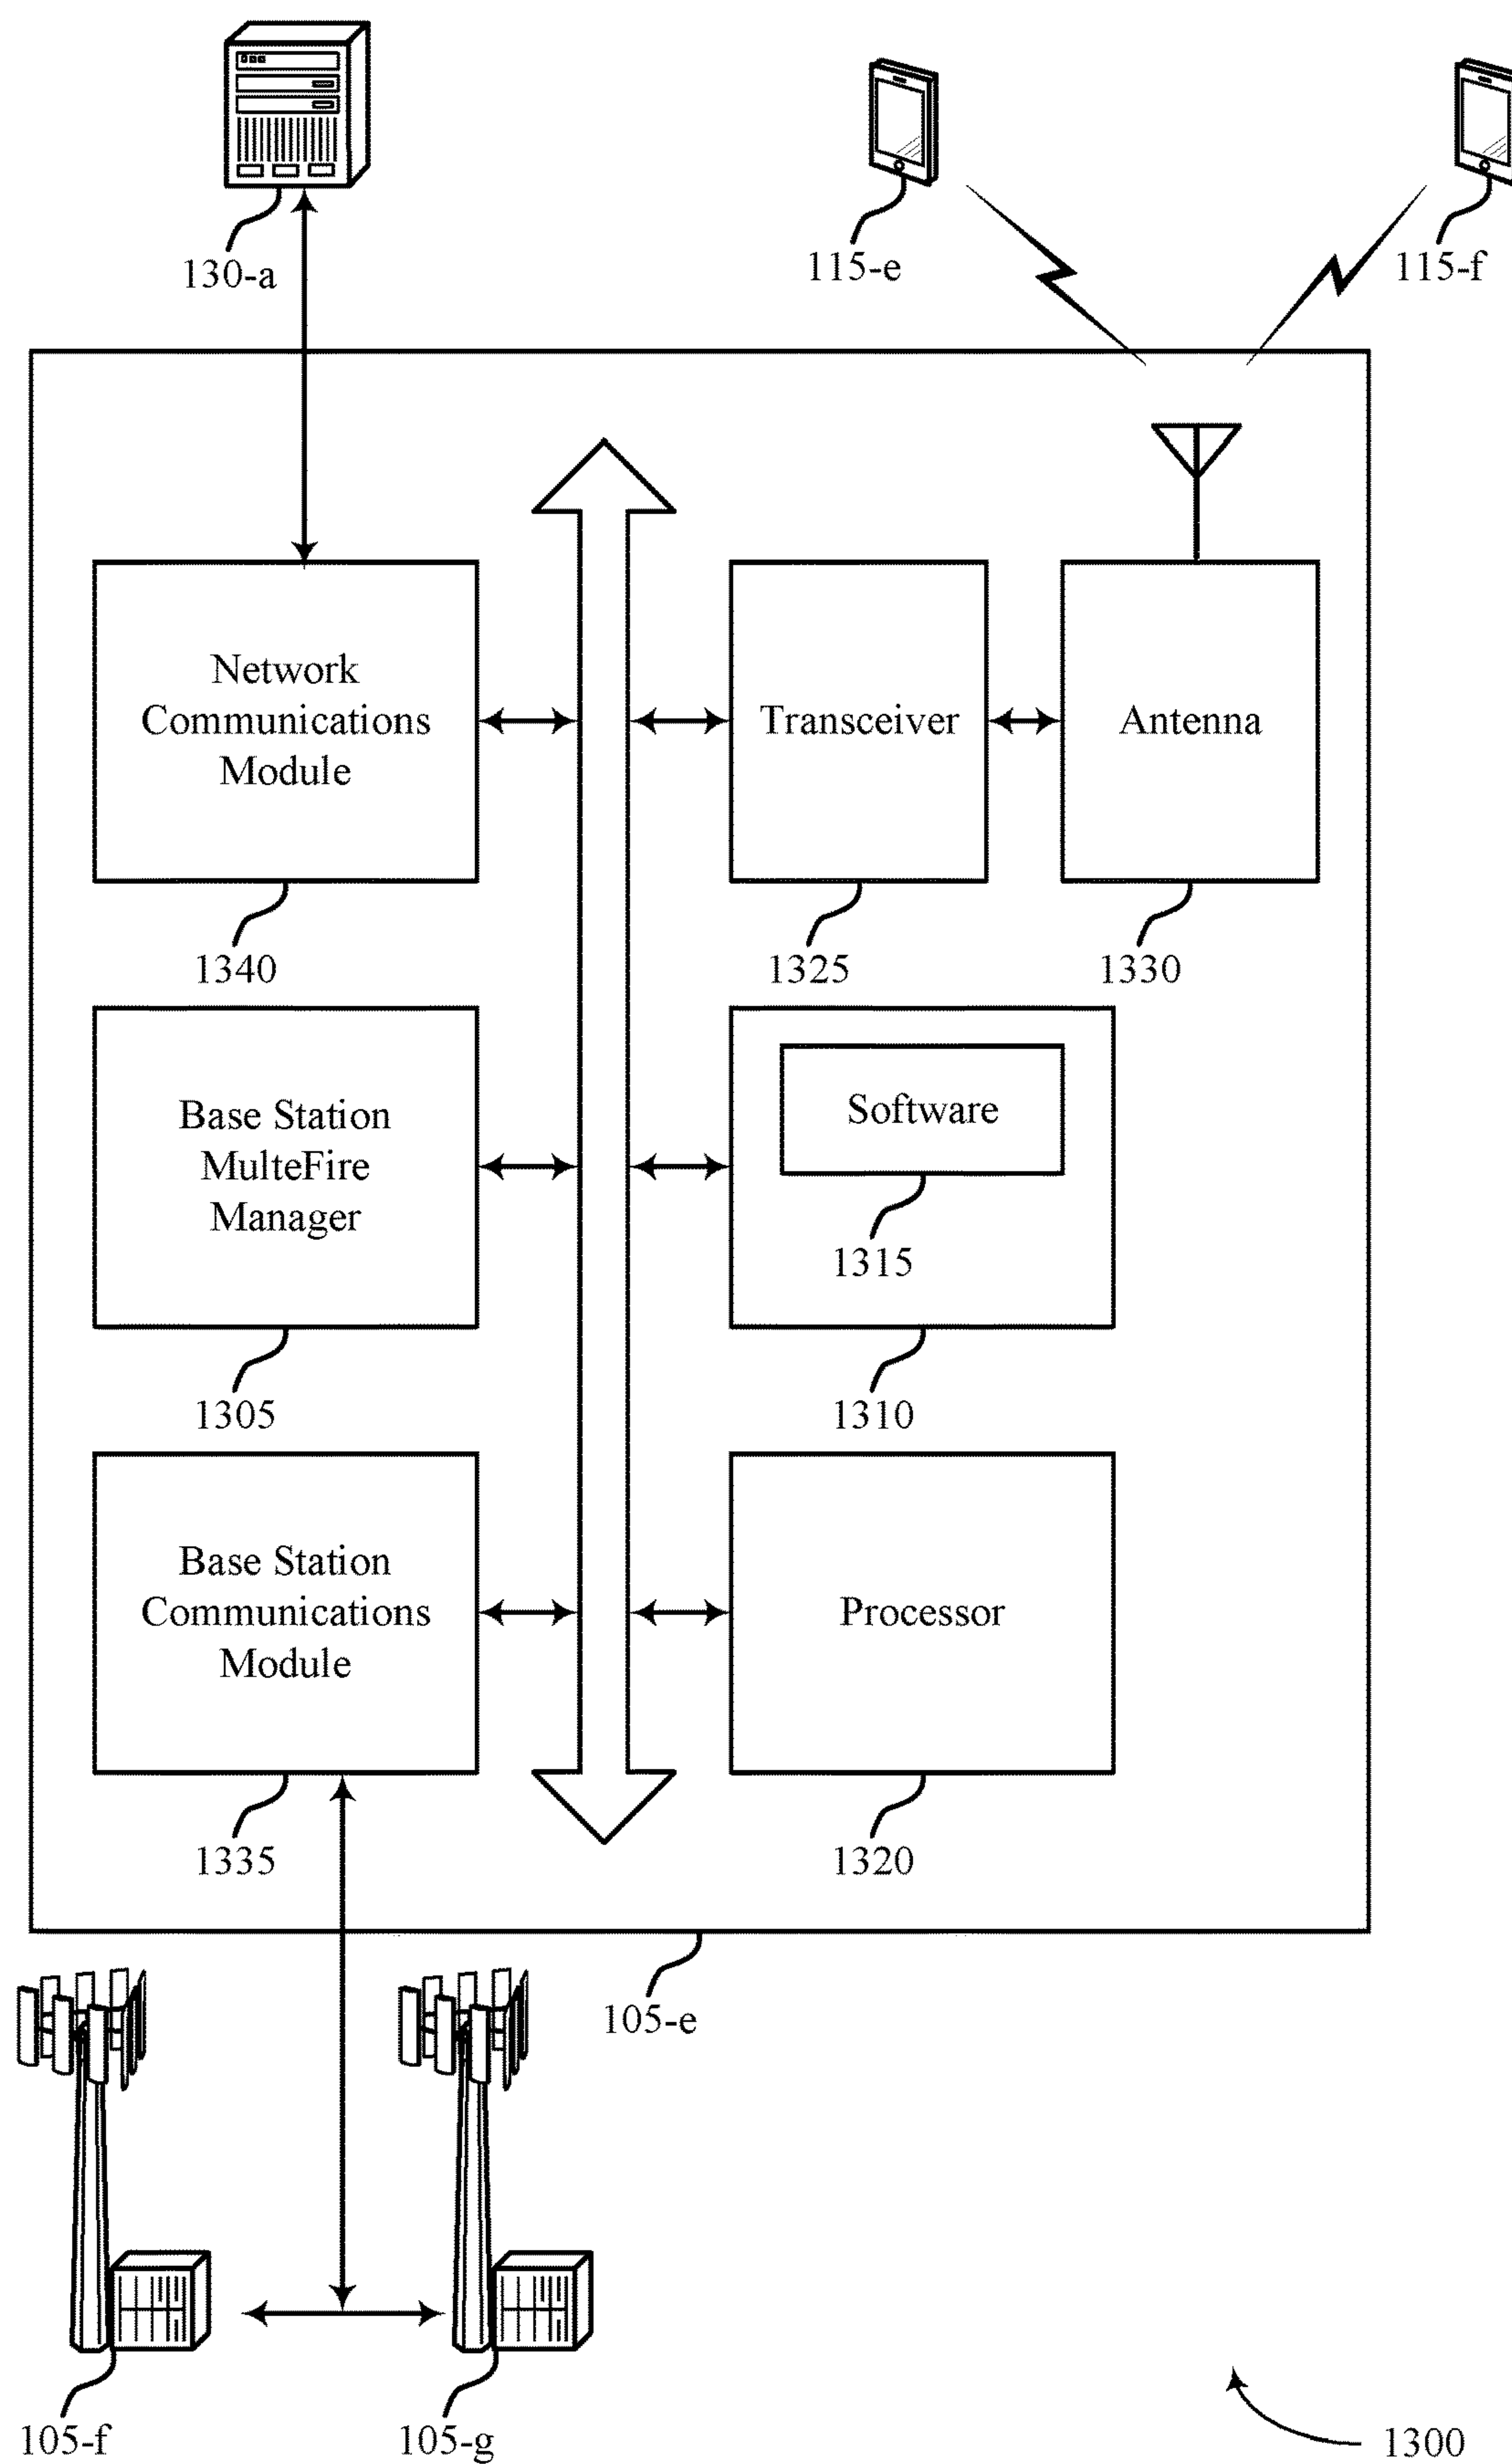 130-a
115-e
115-f
Network
Communications
Module
Transceiver
Antenna
1340
1325
1330
Base Station
MulteFire
Manager
Software
1315
1305
1310
Base Station
Communications
Module
Processor
1335
1320
105-e
105-f
105-g
1300